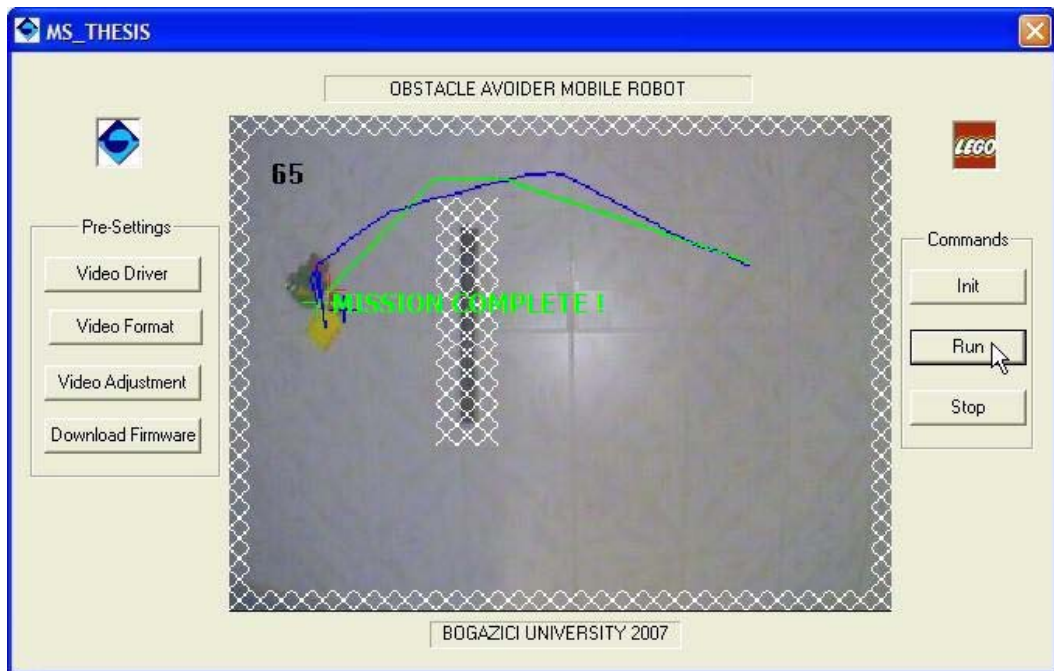 MS_THESIS
OBSTACLE AVOIDER MOBILE ROBOT
LEGO
65
Pre-Settings
Video Driver
Video Format
Video Adjustment
Download Firmware
MISSION COMPLETE !
Commands
Init
Run
Stop
BOGAZICI UNIVERSITY 2007